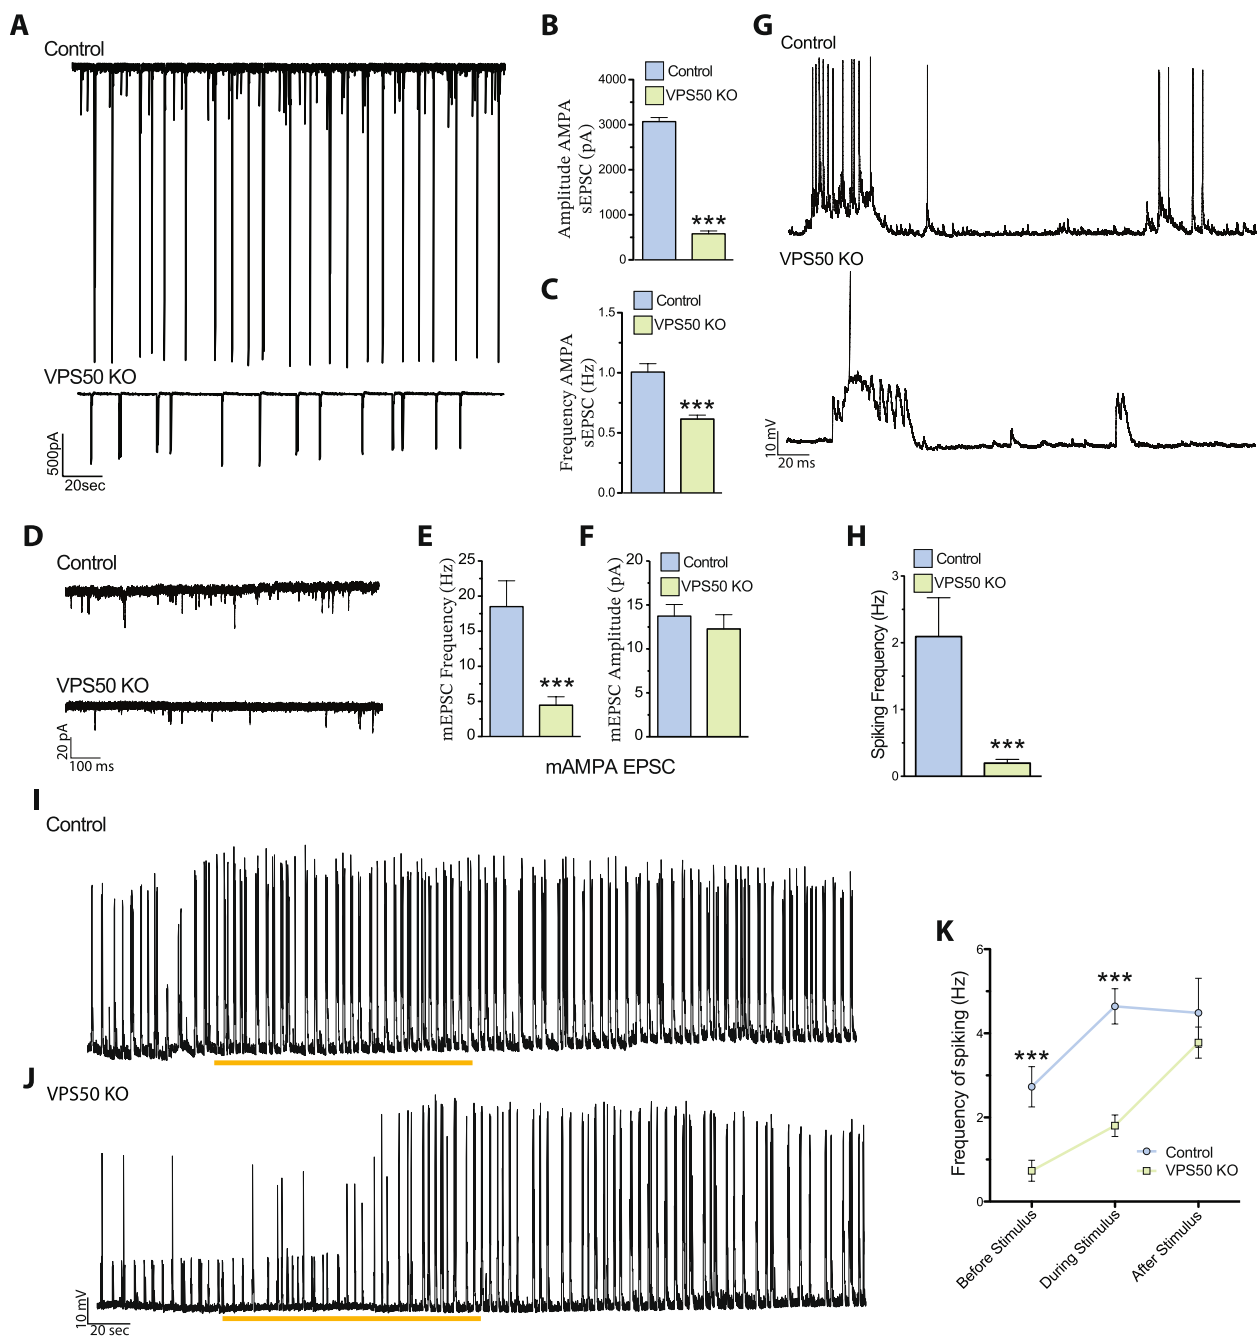 A
Control
VPS50 KO
500pA
20sec
B
Control
VPS50 KO
Amplitude AMPA
sEPSC (pA)
4000
3000
2000
1000
0
***
C
Control
VPS50 KO
Frequency AMPA
sEPSC (Hz)
1.5
1.0
0.5
0.0
***
G
Control
VPS50 KO
10 mV
20 ms
D
Control
VPS50 KO
20 pA
100 ms
E
mEPSC Frequency (Hz)
25
20
15
10
5
0
***
F
Control
VPS50 KO
mEPSC Amplitude (pA)
20
15
10
5
0
mAMPA EPSC
H
Control
VPS50 KO
Spiking Frequency (Hz)
3
2
1
0
***
I
Control
J
VPS50 KO
10 mV
20 sec
K
Frequency of spiking (Hz)
6
4
2
0
***
***
Control
VPS50 KO
Before Stimulus
During Stimulus
After Stimulus